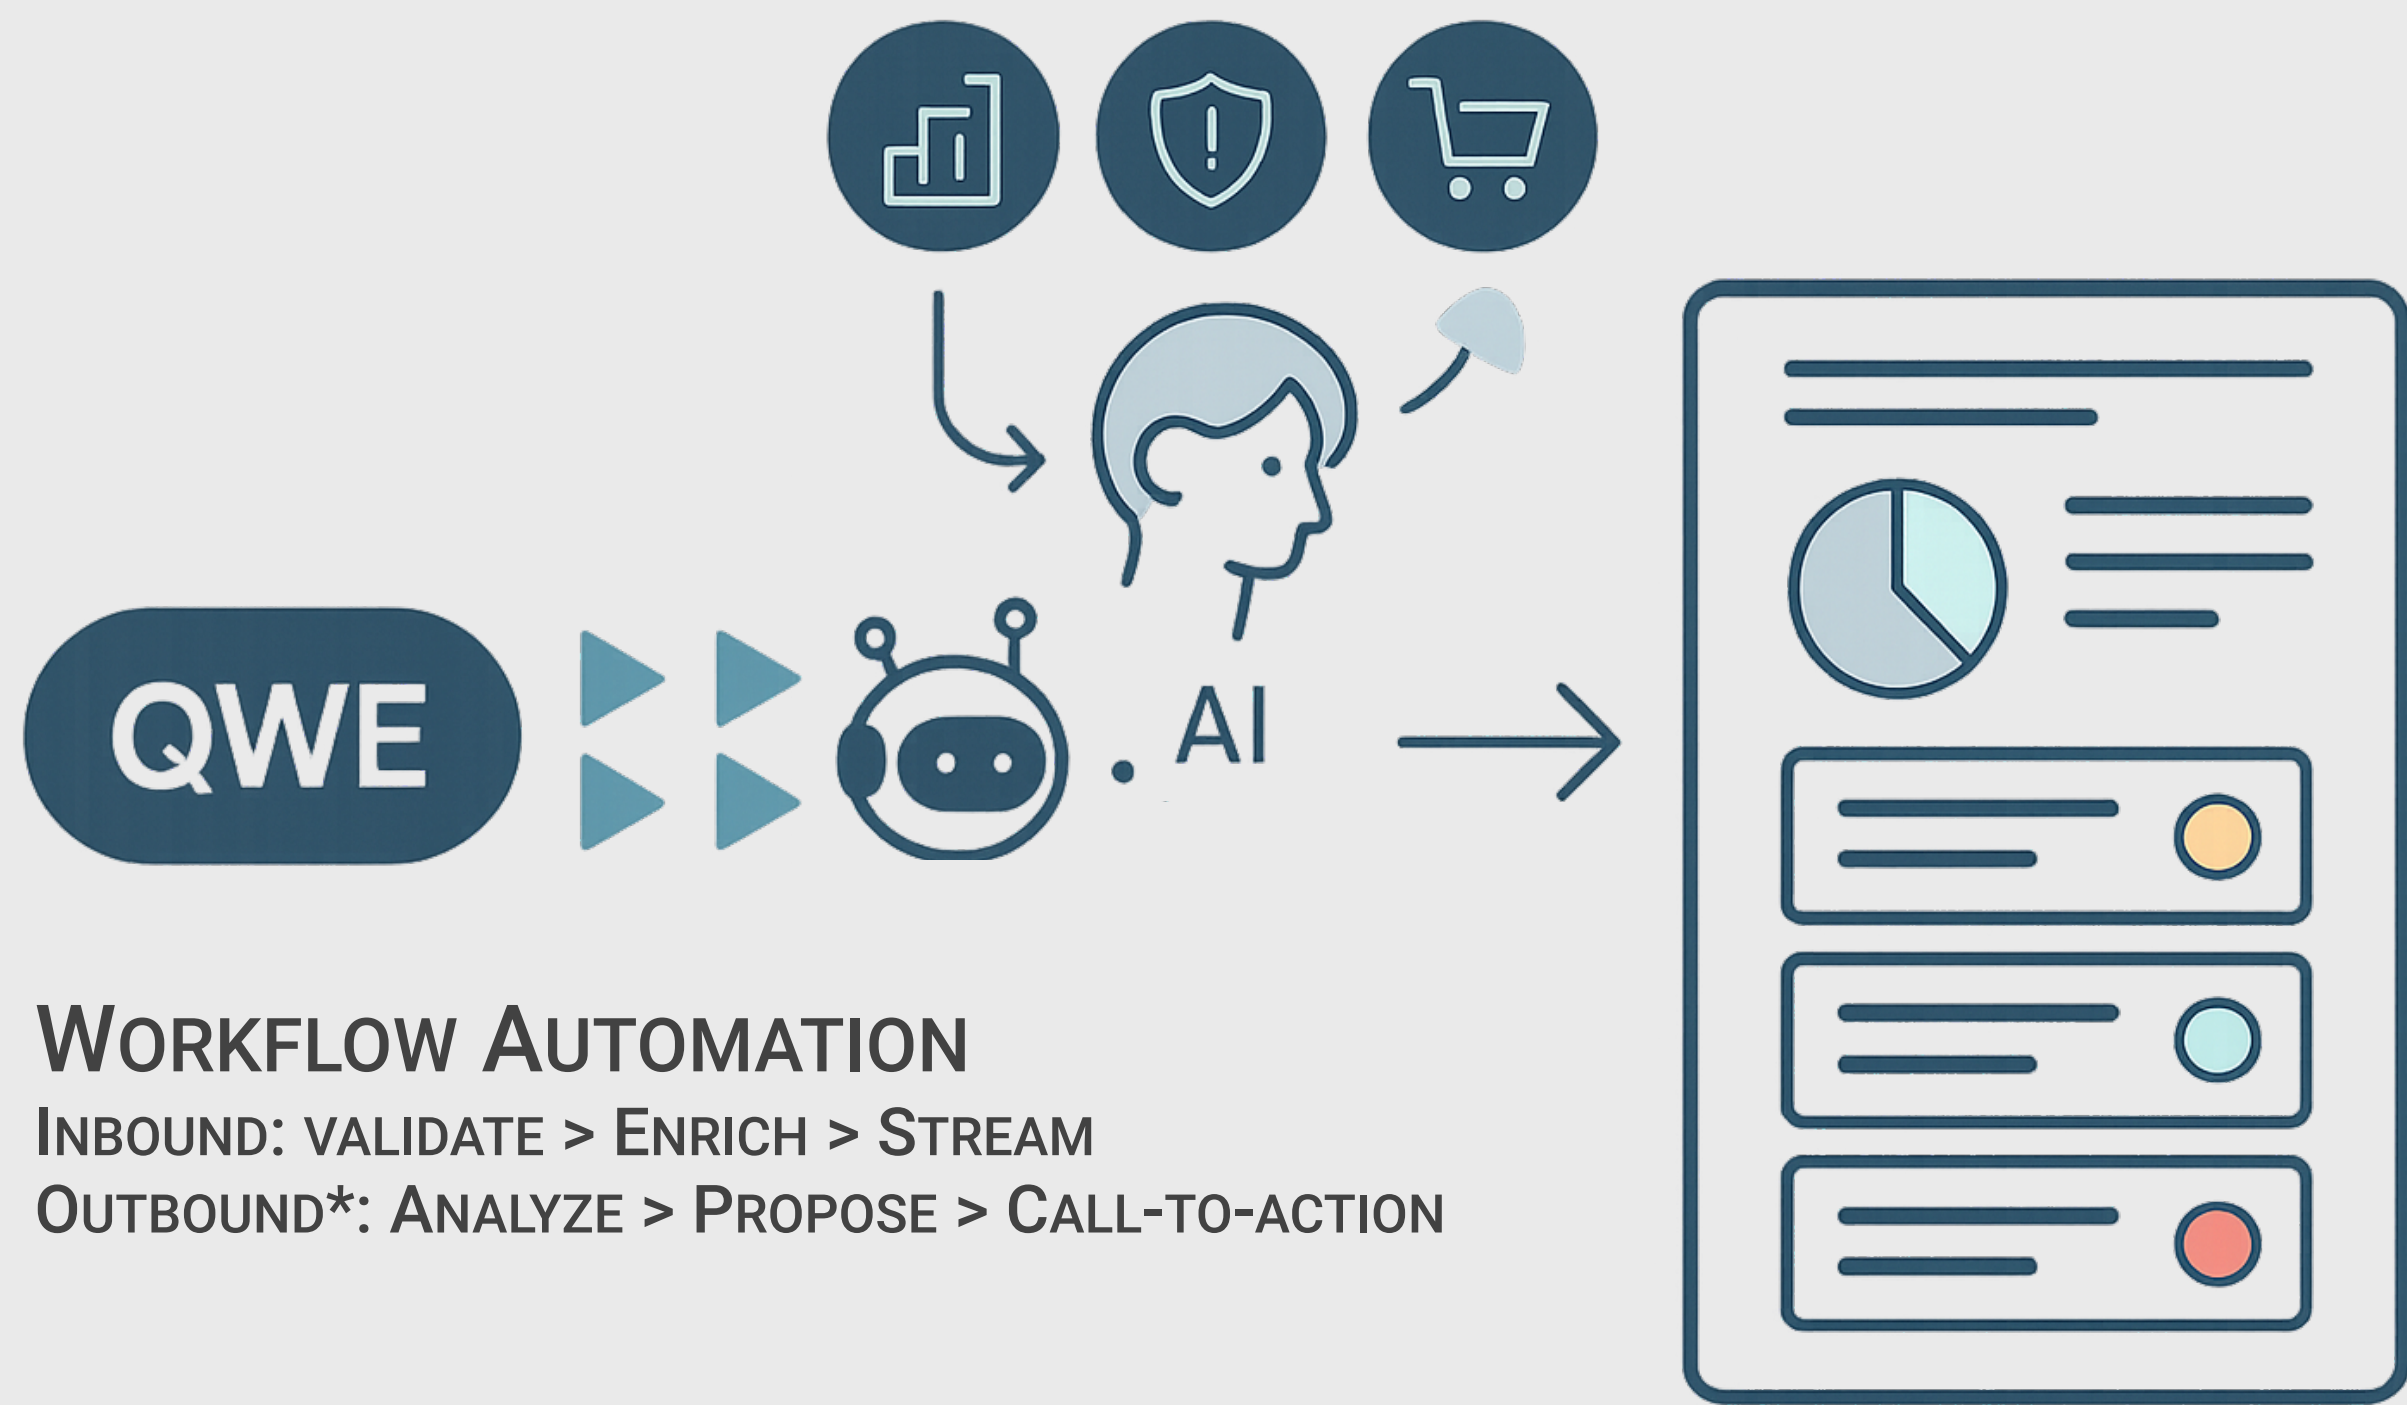 QWE
AI
WORKFLOW AUTOMATION
INBOUND: VALIDATE > ENRICH > STREAM
OUTBOUND*: ANALYZE > PROPOSE > CALL-TO-ACTION